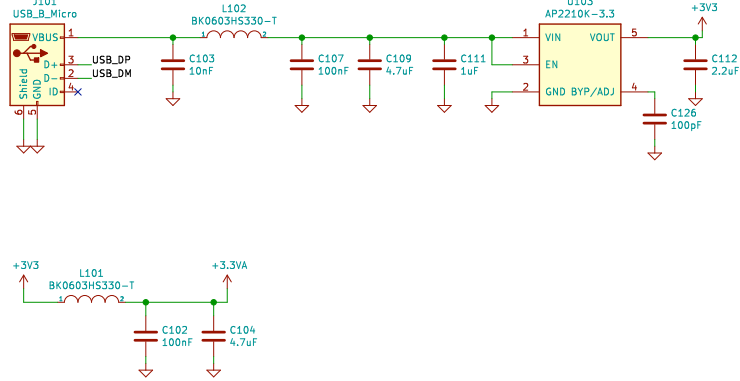 J101
USB_B_Micro
VBUS 1
D+ 3 USB_DP
D- 2 USB_DM
ID 4
Shield
GND
6
5
C103
10nF
L102
BK0603HS330-T
1 2
C107
100nF
C109
4.7uF
C111
1uF
U103
AP2210K-3.3
1 VIN VOUT 5
3 EN
2 GND BYP/ADJ 4
+3V3
C112
2.2uF
C126
100pF
+3V3
L101
BK0603HS330-T
1 2
+3.3VA
C102
100nF
C104
4.7uF